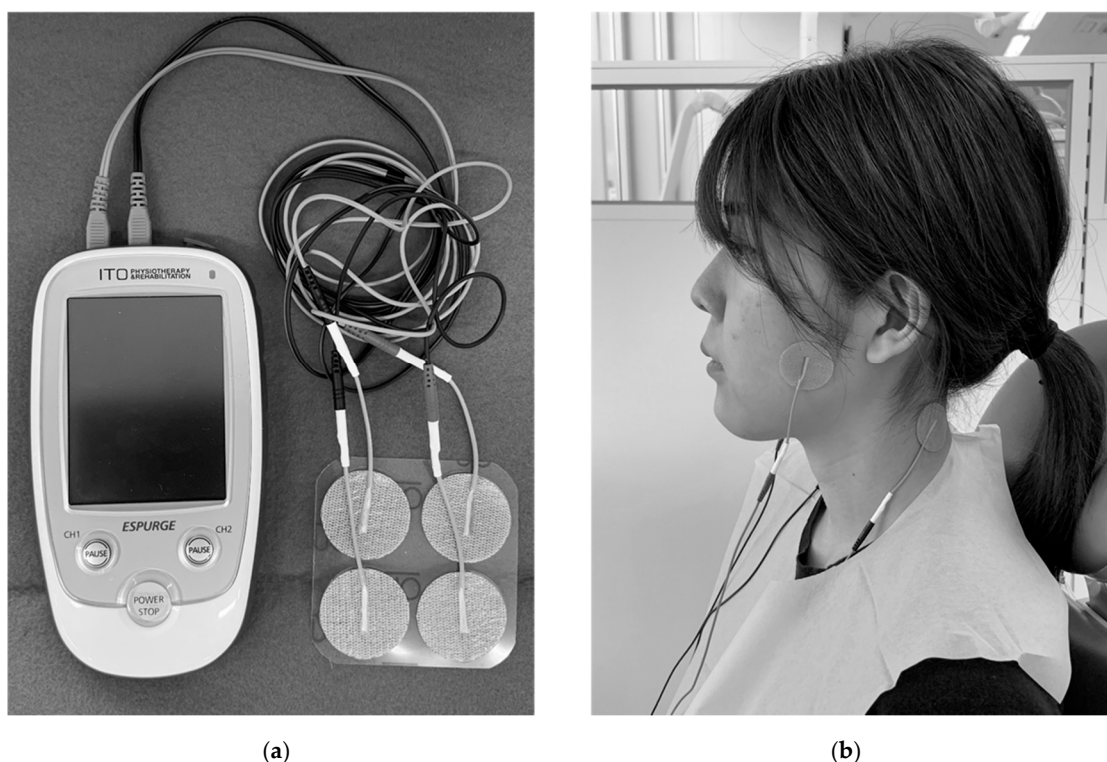 ITO PHYSIOTHERAPY
&REHABILITATION
ESPURGE
CH1
CH2
PAUSE
PAUSE
POWER
STOP
(a)
(b)